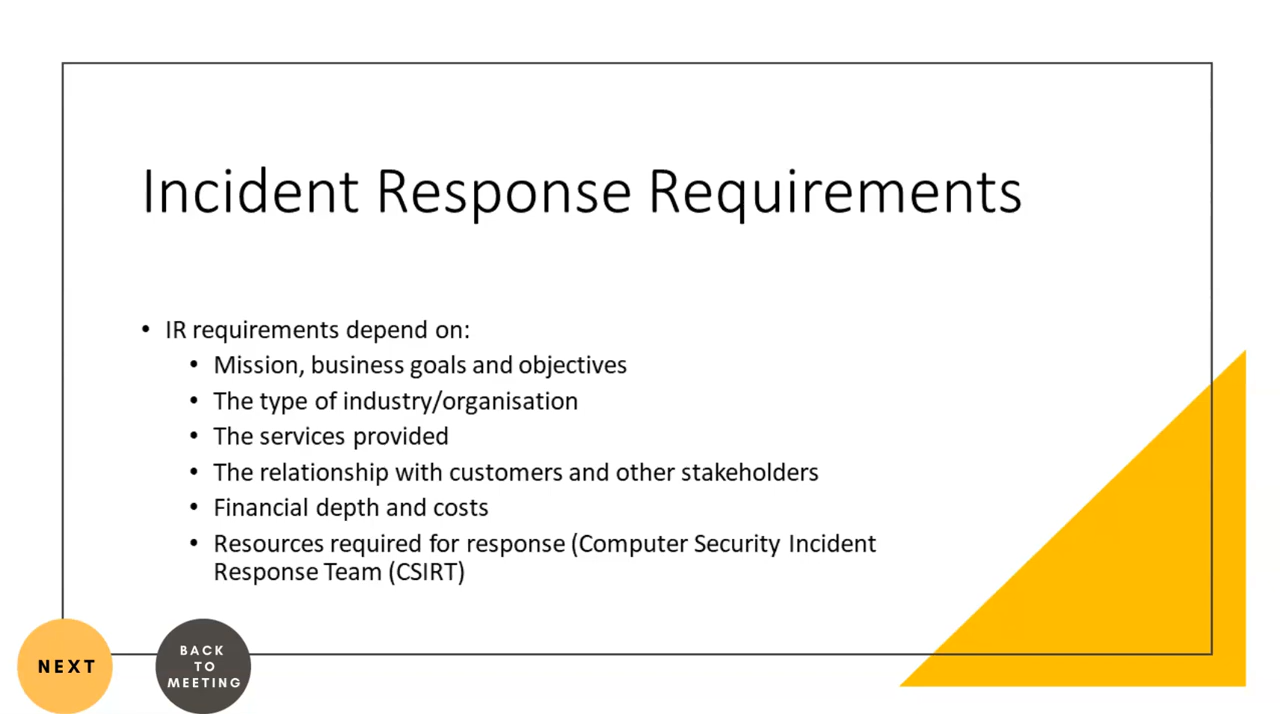 Incident Response Requirements
• IR requirements depend on:
• Mission, business goals and objectives
• The type of industry/organisation
• The services provided
• The relationship with customers and other stakeholders
• Financial depth and costs
• Resources required for response (Computer Security Incident
Response Team (CSIRT)
NEXT
BACK
TO
MEETING